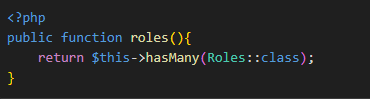 <?php
public function roles(){
    return $this->hasMany(Roles::class);
}